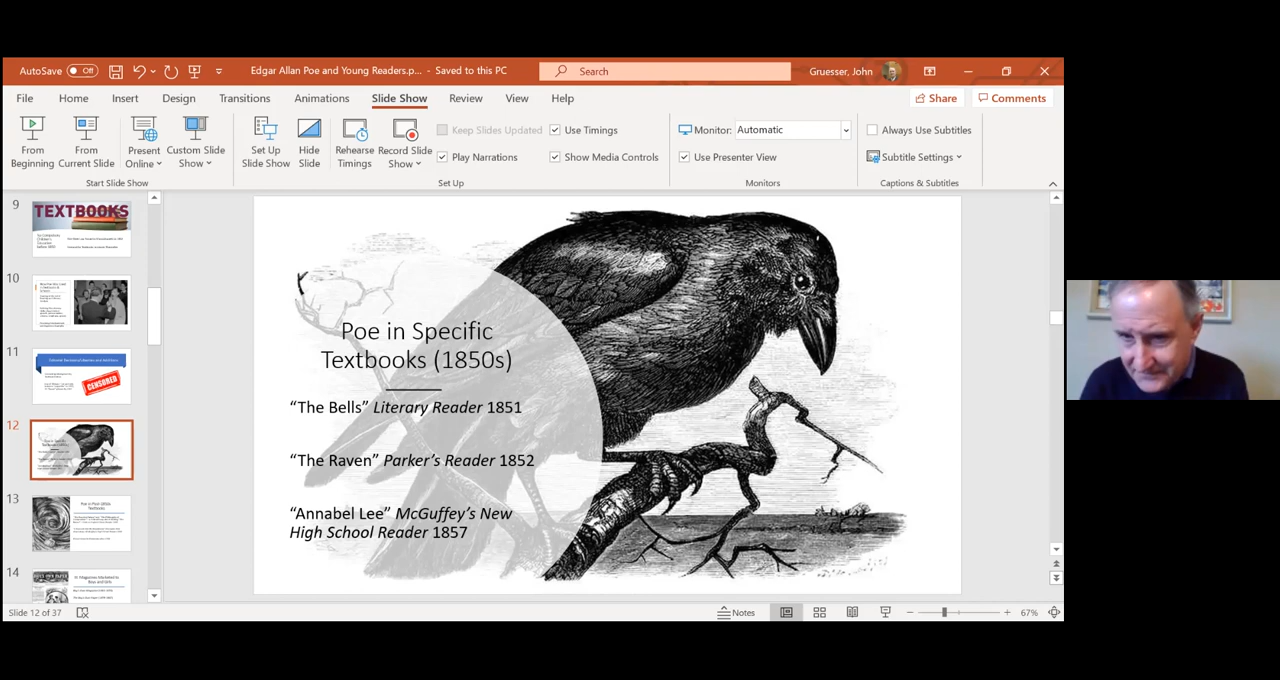 AutoSave Off
Edgar Allan Poe and Young Readers.p... - Saved to this PC
Search
Gruesser, John
File Home Insert Design Transitions Animations Slide Show Review View Help
Share Comments
From Beginning
From Current Slide
Present Online
Custom Slide Show
Start Slide Show
Set Up Slide Show
Hide Slide
Rehearse Timings
Record Slide Show
Keep Slides Updated
Play Narrations
Use Timings
Show Media Controls
Set Up
Monitor: Automatic
Use Presenter View
Monitors
Always Use Subtitles
Subtitle Settings
Captions & Subtitles
9
TEXTBOOKS
10
11
CENSORED
12
13
14
Poe in Specific
Textbooks (1850s)
“The Bells” Literary Reader 1851
“The Raven” Parker’s Reader 1852
“Annabel Lee” McGuffey’s New
High School Reader 1857
Slide 12 of 37
Notes
67%